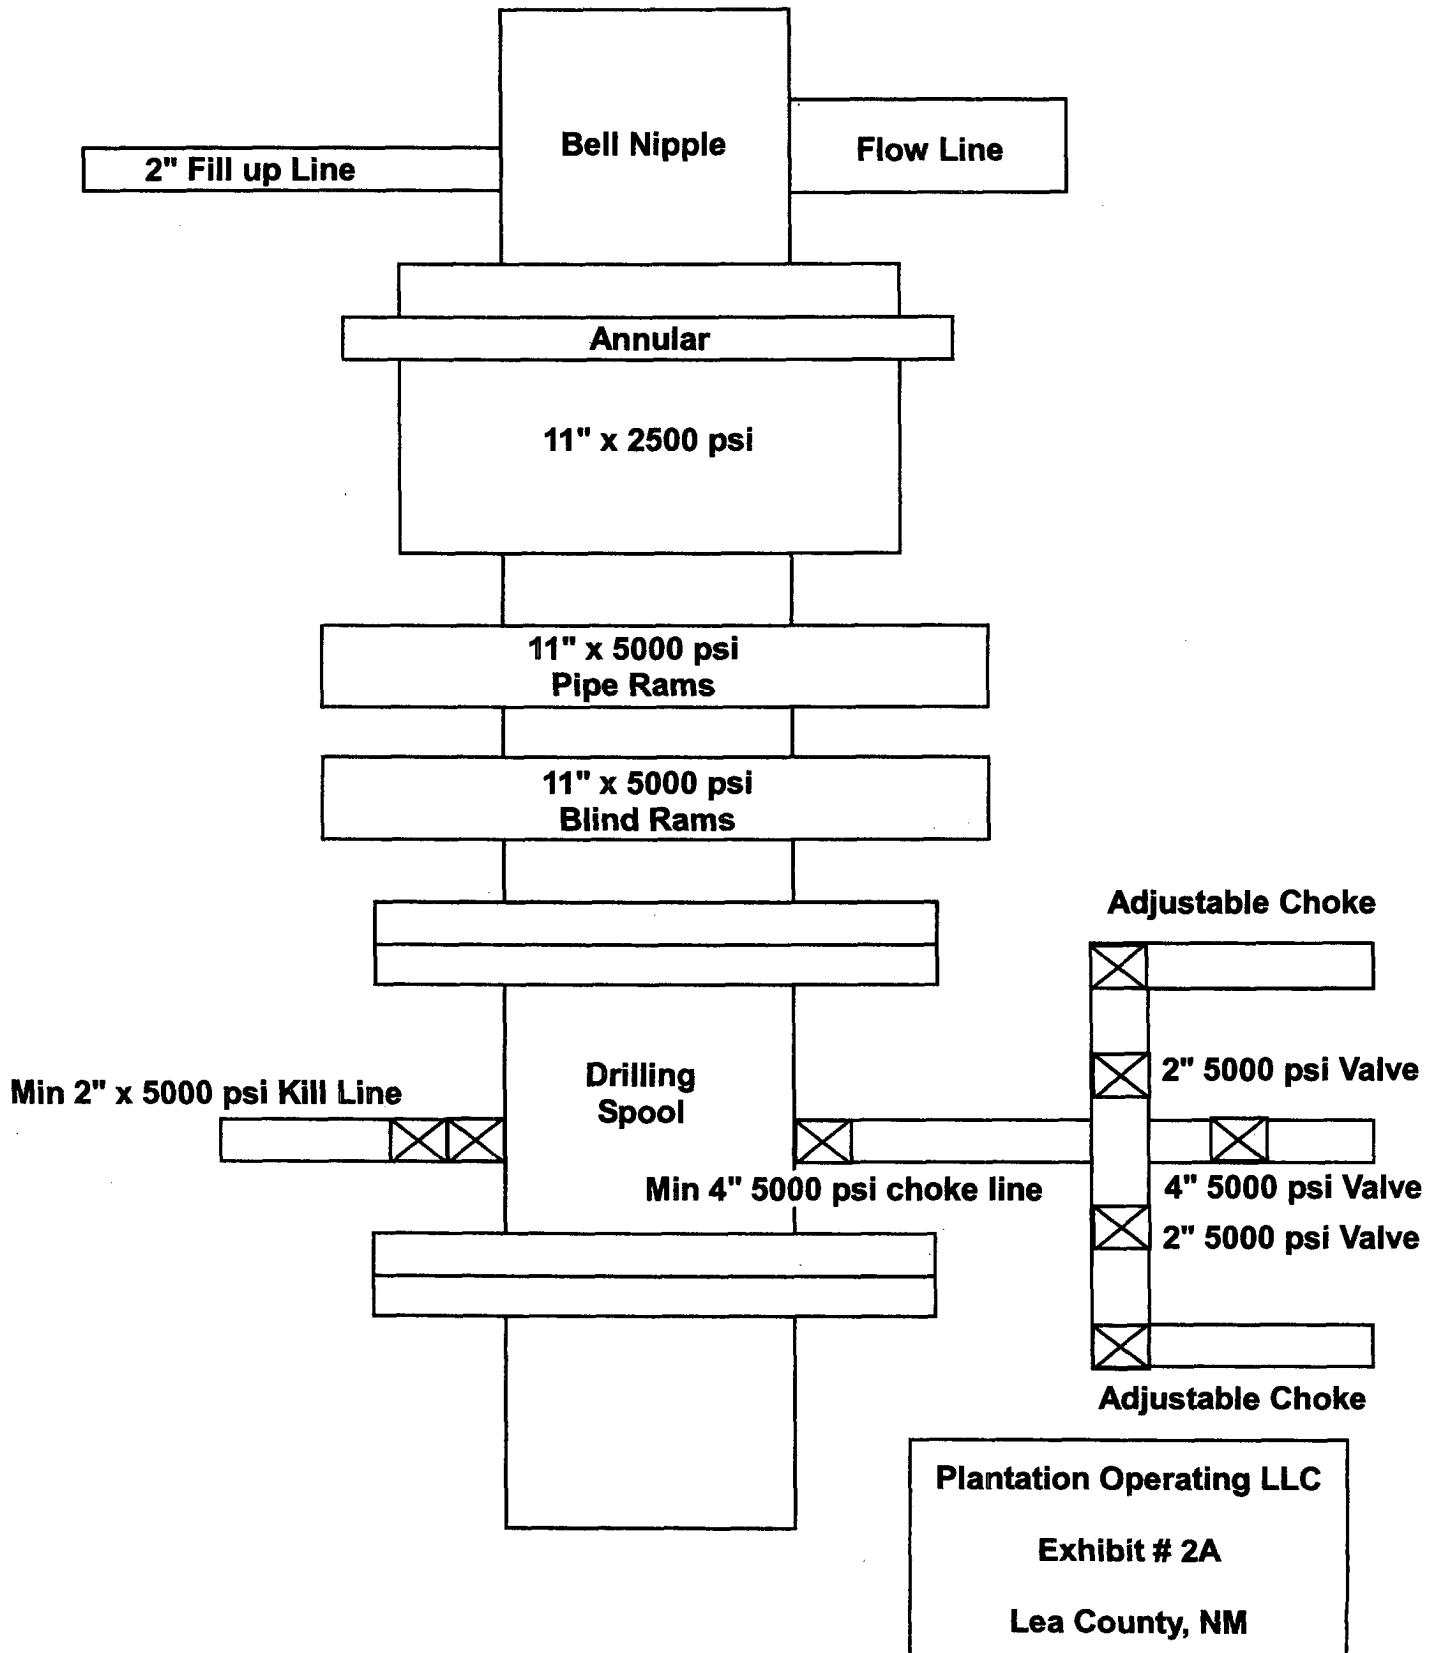 Bell Nipple
Flow Line
2" Fill up Line
Annular
11" x 2500 psi
11" x 5000 psi
Pipe Rams
11" x 5000 psi
Blind Rams
Adjustable Choke
2" 5000 psi Valve
Drilling
Spool
Min 2" x 5000 psi Kill Line
Min 4" 5000 psi choke line
4" 5000 psi Valve
2" 5000 psi Valve
Adjustable Choke
Plantation Operating LLC
Exhibit # 2A
Lea County, NM